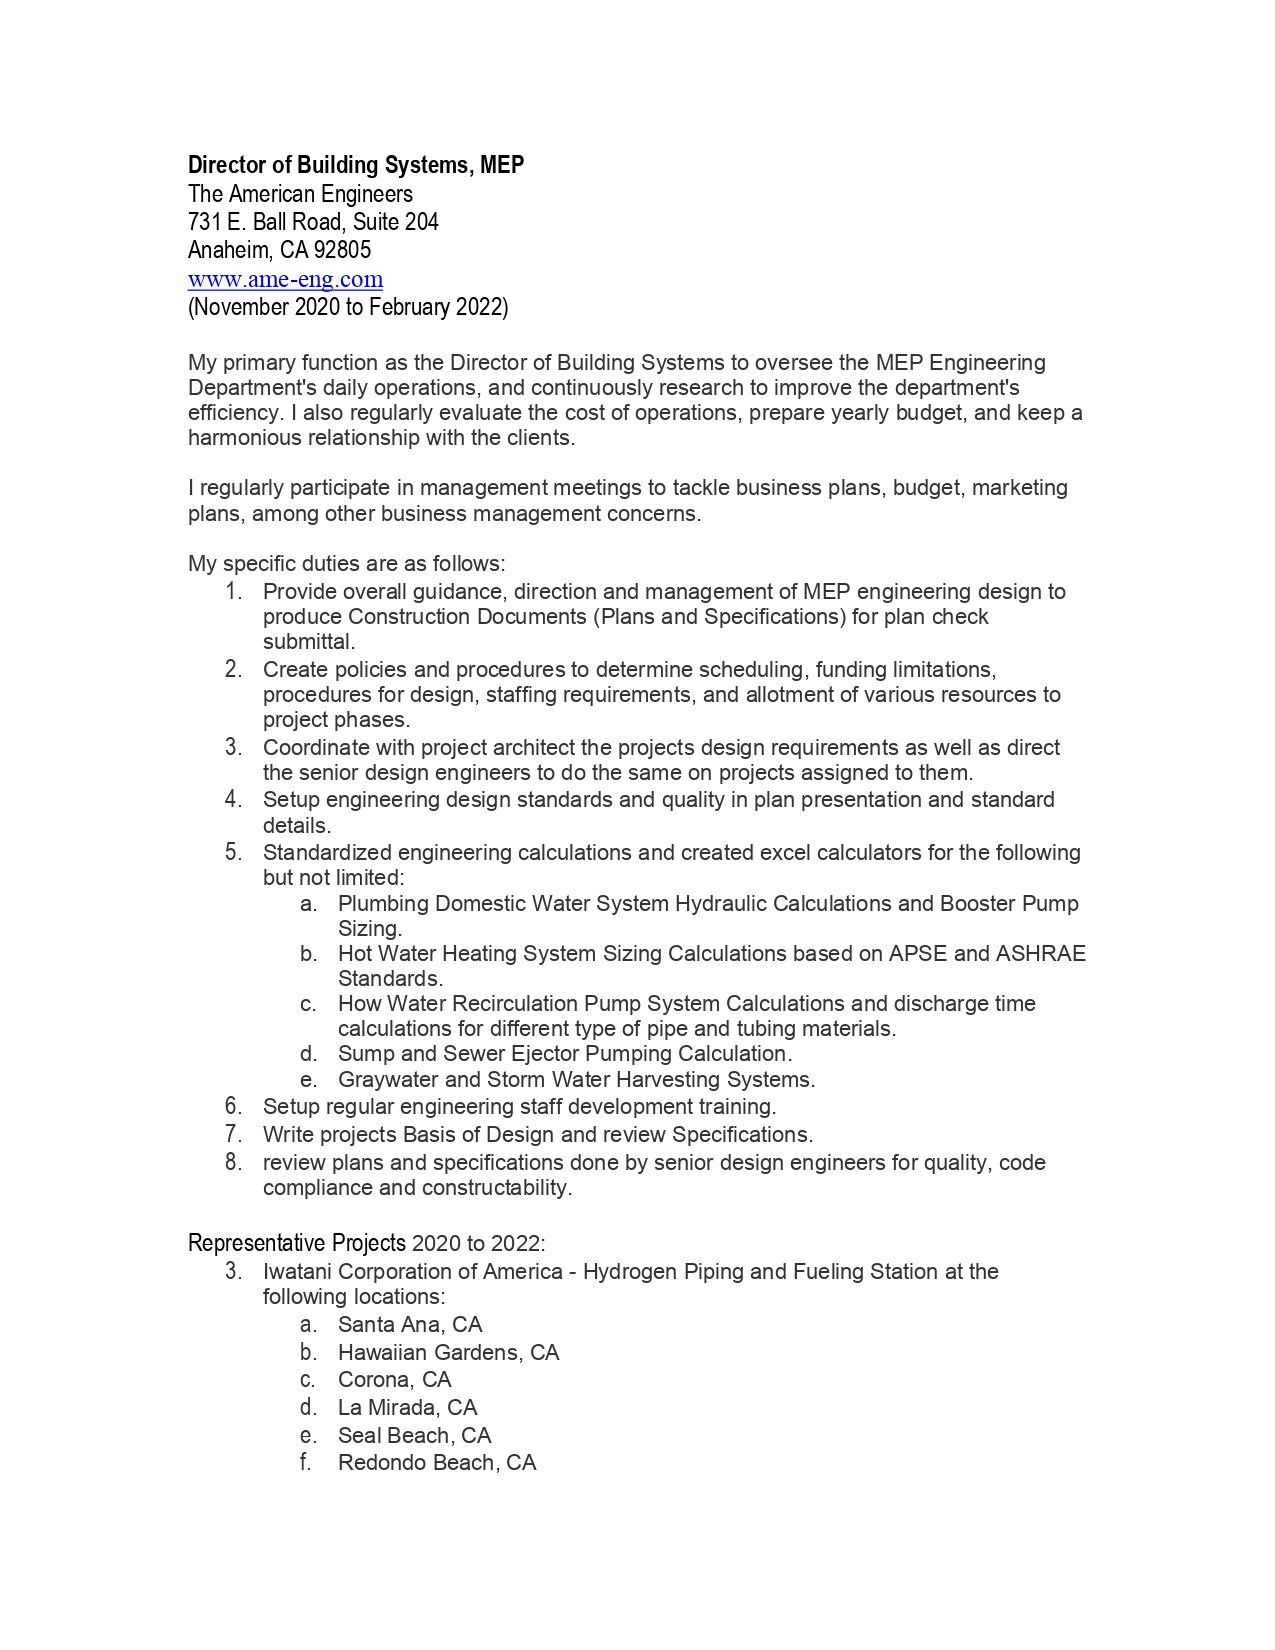 Director of Building Systems, MEP
The American Engineers
731 E. Ball Road, Suite 204
Anaheim, CA 92805
www.ame-eng.com
(November 2020 to February 2022)
My primary function as the Director of Building Systems to oversee the MEP Engineering
Department's daily operations, and continuously research to improve the department's
efficiency. I also regularly evaluate the cost of operations, prepare yearly budget, and keep a
harmonious relationship with the clients.
I regularly participate in management meetings to tackle business plans, budget, marketing
plans, among other business management concerns.
My specific duties are as follows:
1. Provide overall guidance, direction and management of MEP engineering design to
produce Construction Documents (Plans and Specifications) for plan check
submittal.
2. Create policies and procedures to determine scheduling, funding limitations,
procedures for design, staffing requirements, and allotment of various resources to
project phases.
3. Coordinate with project architect the projects design requirements as well as direct
the senior design engineers to do the same on projects assigned to them.
4. Setup engineering design standards and quality in plan presentation and standard
details.
5. Standardized engineering calculations and created excel calculators for the following
but not limited:
a. Plumbing Domestic Water System Hydraulic Calculations and Booster Pump
Sizing.
b. Hot Water Heating System Sizing Calculations based on APSE and ASHRAE
Standards.
c. How Water Recirculation Pump System Calculations and discharge time
calculations for different type of pipe and tubing materials.
d. Sump and Sewer Ejector Pumping Calculation.
e. Graywater and Storm Water Harvesting Systems.
6. Setup regular engineering staff development training.
7. Write projects Basis of Design and review Specifications.
8. review plans and specifications done by senior design engineers for quality, code
compliance and constructability.
Representative Projects 2020 to 2022:
3. Iwatani Corporation of America - Hydrogen Piping and Fueling Station at the
following locations:
a. Santa Ana, CA
b. Hawaiian Gardens, CA
c. Corona, CA
d. La Mirada, CA
e. Seal Beach, CA
f. Redondo Beach, CA